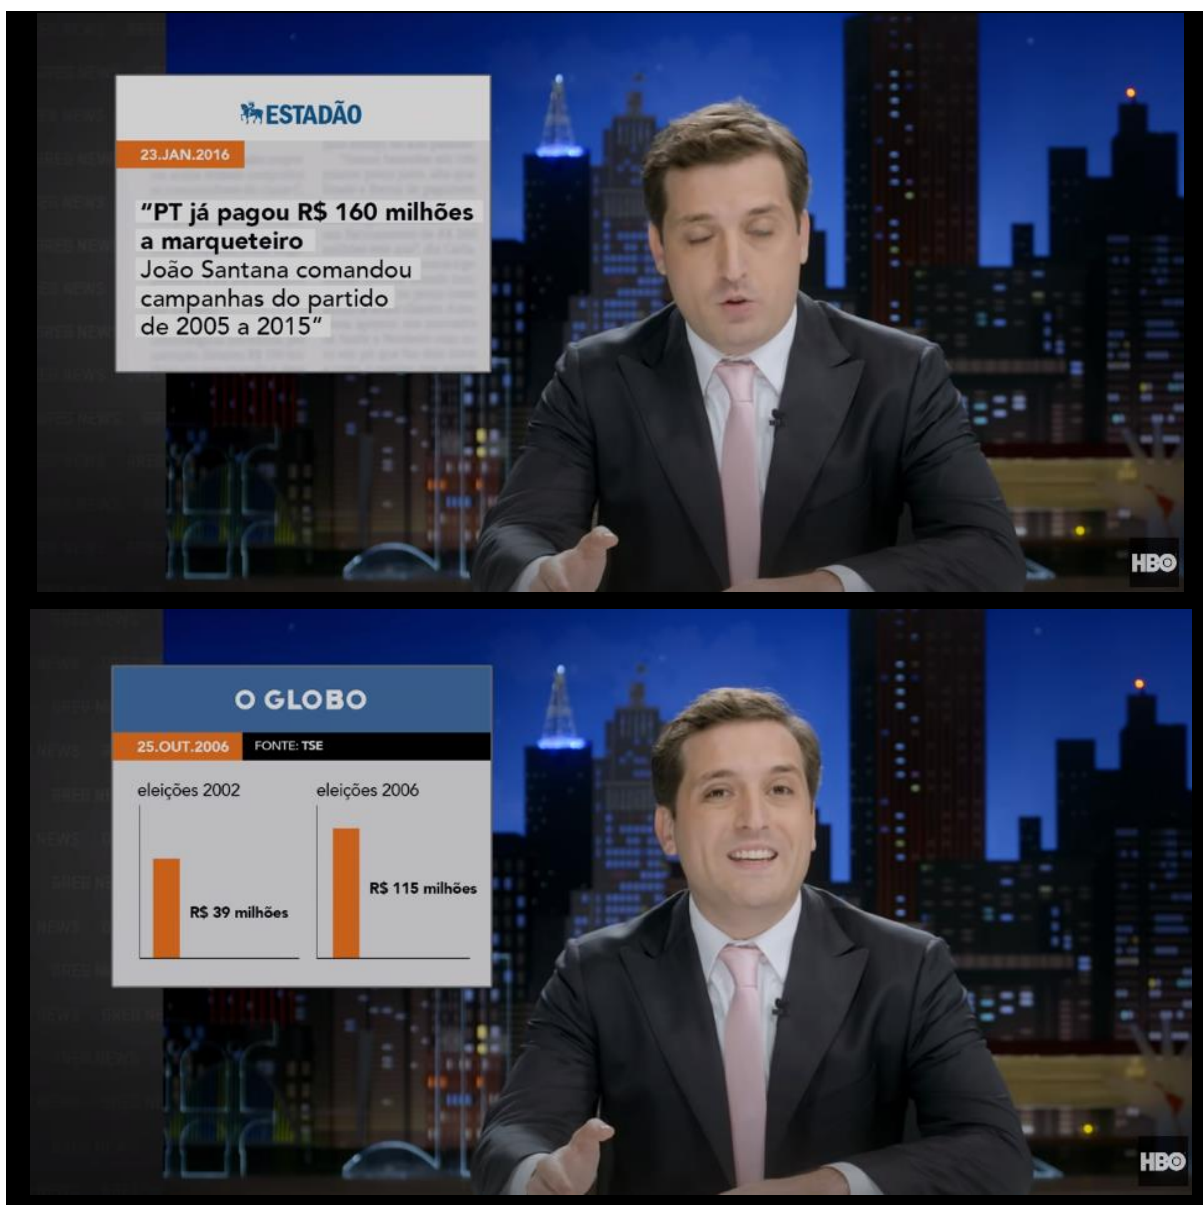 ESTADÃO
23.JAN.2016
“PT já pagou R$ 160 milhões
a marqueteiro
João Santana comandou
campanhas do partido
de 2005 a 2015”
HBO
O GLOBO
25.OUT.2006 FONTE: TSE
eleições 2002 eleições 2006
R$ 115 milhões
R$ 39 milhões
HBO